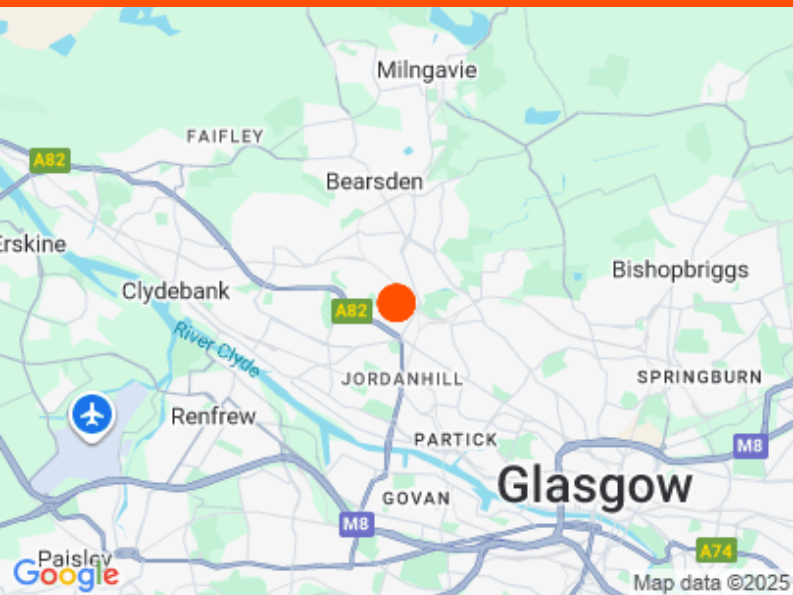 Milngavie
FAIFLEY
A82
Bearsden
Erskine
Bishopbriggs
Clydebank
A82
River Clyde
JORDANHILL
SPRINGBURN
Renfrew
PARTICK
M8
Glasgow
GOVAN
M8
A74
Paisley
Google
Map data ©2025